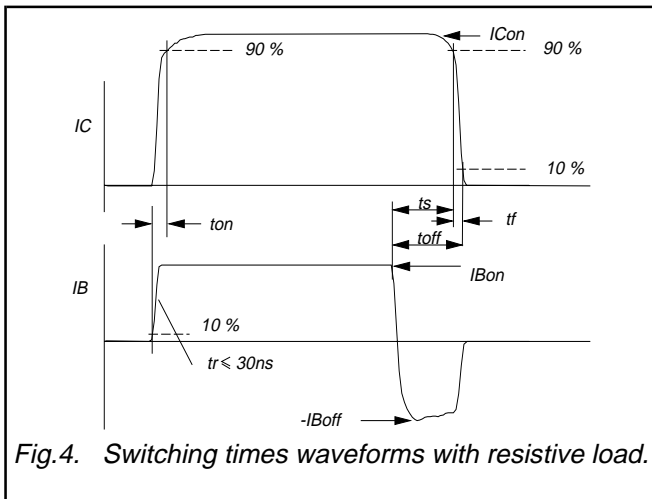 ICon
90 %
90 %
IC
10 %
ts
ton
tf
toff
IBon
IB
10 %
tr ≤ 30ns
-IBoff
Fig.4. Switching times waveforms with resistive load.